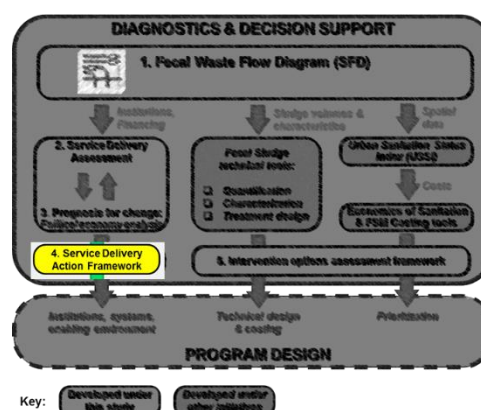 DIAGNOSTICS & DECISION SUPPORT
1. Fecal Waste Flow Diagram (SFD)
Institutions,
Financing
Sludge volumes &
characteristics
Spatial
data
2. Service Delivery
Assessment
Fecal Sludge
technical tools:
Urban Sanitation Status
Index (USSI)
Quantification
Characterization
Treatment design
Costs
3. Prognosis for change:
Political economy analysis
Economics of Sanitation
& FSM Costing tools
4. Service Delivery
Action Framework
5. Intervention options assessment framework
Institutions, systems,
enabling environment
Technical design
& costing
Prioritization
PROGRAM DESIGN
Key:
Developed under
this study
Developed under
other initiatives